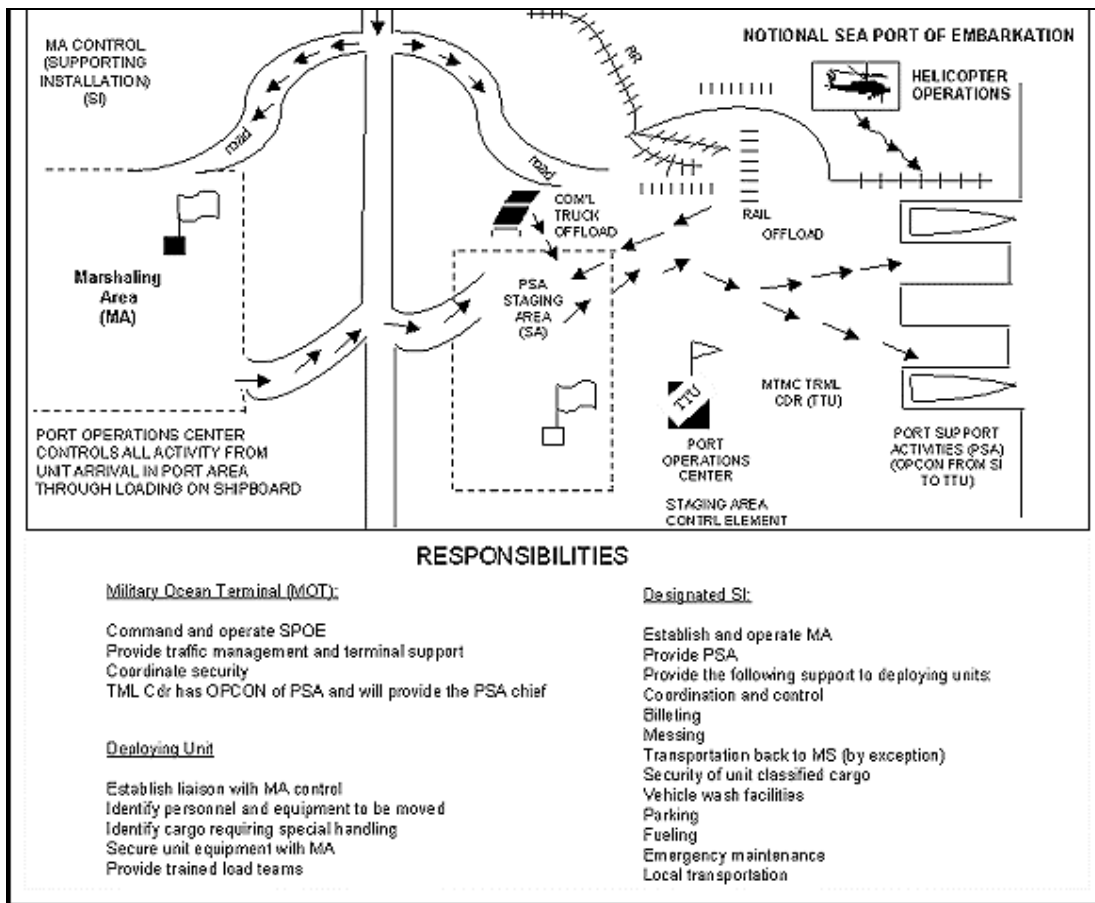 NOTIONAL SEA PORT OF EMBARKATION
MA CONTROL
(SUPPORTING
INSTALLATION)
(SI)
RR
HELICOPTER
OPERATIONS
road
road
COM'L
TRUCK
OFFLOAD
RAIL
OFFLOAD
Marshaling
Area
(MA)
PSA
STAGING
AREA
(SA)
TTU
MTMC TRML
CDR (TTU)
PORT OPERATIONS CENTER
CONTROLS ALL ACTIVITY FROM
UNIT ARRIVAL IN PORT AREA
THROUGH LOADING ON SHIPBOARD
PORT
OPERATIONS
CENTER
STAGING AREA
CONTRL ELEMENT
PORT SUPPORT
ACTIVITIES (PSA)
(OPCON FROM SI
TO TTU)
RESPONSIBILITIES
Military Ocean Terminal (MOT):
Command and operate SPOE
Provide traffic management and terminal support
Coordinate security
TML Cdr has OPCON of PSA and will provide the PSA chief
Deploying Unit
Establish liaison with MA control
Identify personnel and equipment to be moved
Identify cargo requiring special handling
Secure unit equipment with MA
Provide trained load teams
Designated SI:
Establish and operate MA
Provide PSA
Provide the following support to deploying units:
Coordination and control
Billeting
Messing
Transportation back to MS (by exception)
Security of unit classified cargo
Vehicle wash facilities
Parking
Fueling
Emergency maintenance
Local transportation